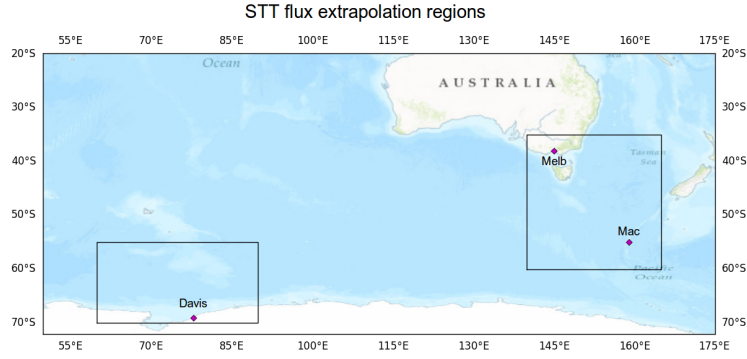 STT flux extrapolation regions
55°E 70°E 85°E 100°E 115°E 130°E 145°E 160°E 175°E
20°S 20°S
Ocean
AUSTRALIA
30°S 30°S
40°S 40°S
Melb
Tasman
Sea
50°S 50°S
Mac
60°S 60°S
Pacific
Ocean
Davis
70°S 70°S
55°E 70°E 85°E 100°E 115°E 130°E 145°E 160°E 175°E